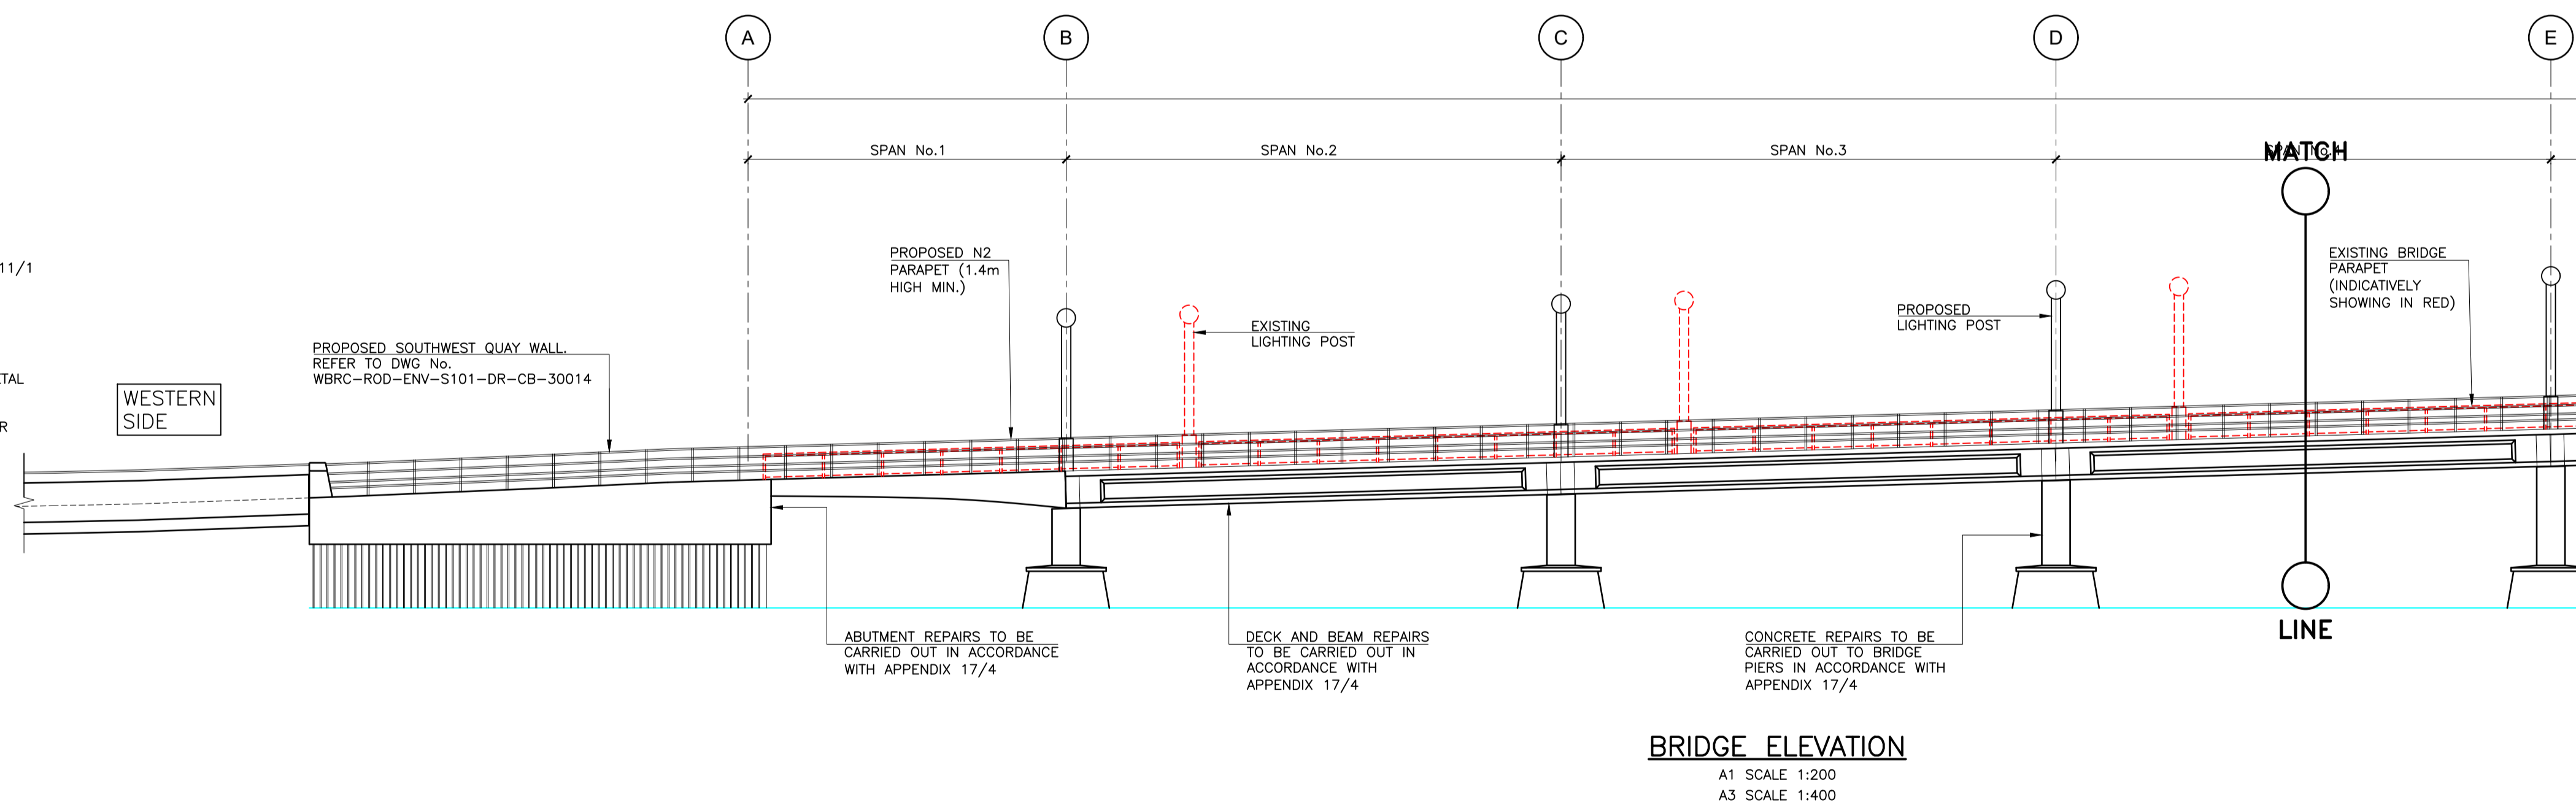 A
B
C
D
E
SPAN No.1
SPAN No.2
SPAN No.3
MATCH
11/1
PROPOSED N2
PARAPET (1.4m
HIGH MIN.)
EXISTING BRIDGE
PARAPET
(INDICATIVELY
SHOWING IN RED)
EXISTING
LIGHTING POST
PROPOSED
LIGHTING POST
PROPOSED SOUTHWEST QUAY WALL.
REFER TO DWG No.
WBRC-ROD-ENV-S101-DR-CB-30014
WESTERN
SIDE
LINE
ABUTMENT REPAIRS TO BE
CARRIED OUT IN ACCORDANCE
WITH APPENDIX 17/4
DECK AND BEAM REPAIRS
TO BE CARRIED OUT IN
ACCORDANCE WITH
APPENDIX 17/4
CONCRETE REPAIRS TO BE
CARRIED OUT TO BRIDGE
PIERS IN ACCORDANCE WITH
APPENDIX 17/4
BRIDGE ELEVATION
A1 SCALE 1:200
A3 SCALE 1:400